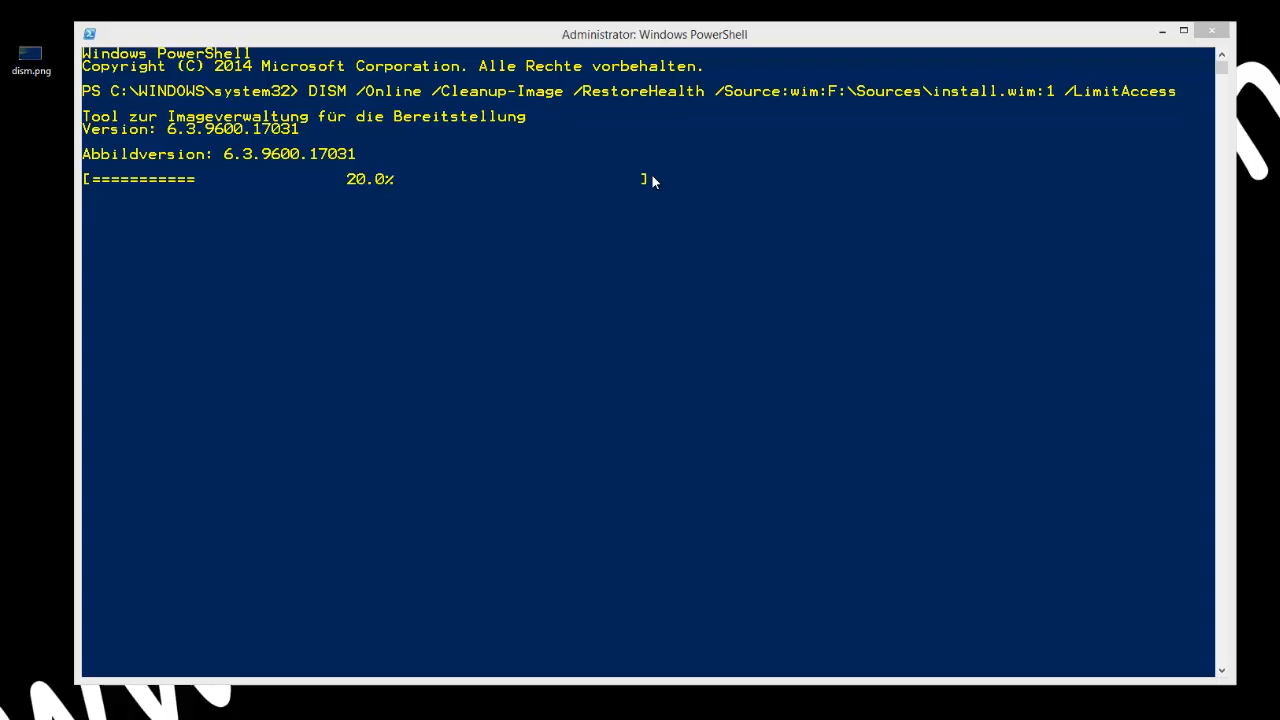 Administrator: Windows PowerShell
dism.png
Windows PowerShell
Copyright (C) 2014 Microsoft Corporation. Alle Rechte vorbehalten.
PS C:\WINDOWS\system32> DISM /Online /Cleanup-Image /RestoreHealth /Source:wim:F:\Sources\install.wim:1 /LimitAccess
Tool zur Imageverwaltung für die Bereitstellung
Version: 6.3.9600.17031
Abbildversion: 6.3.9600.17031
[=========== 20.0% ]